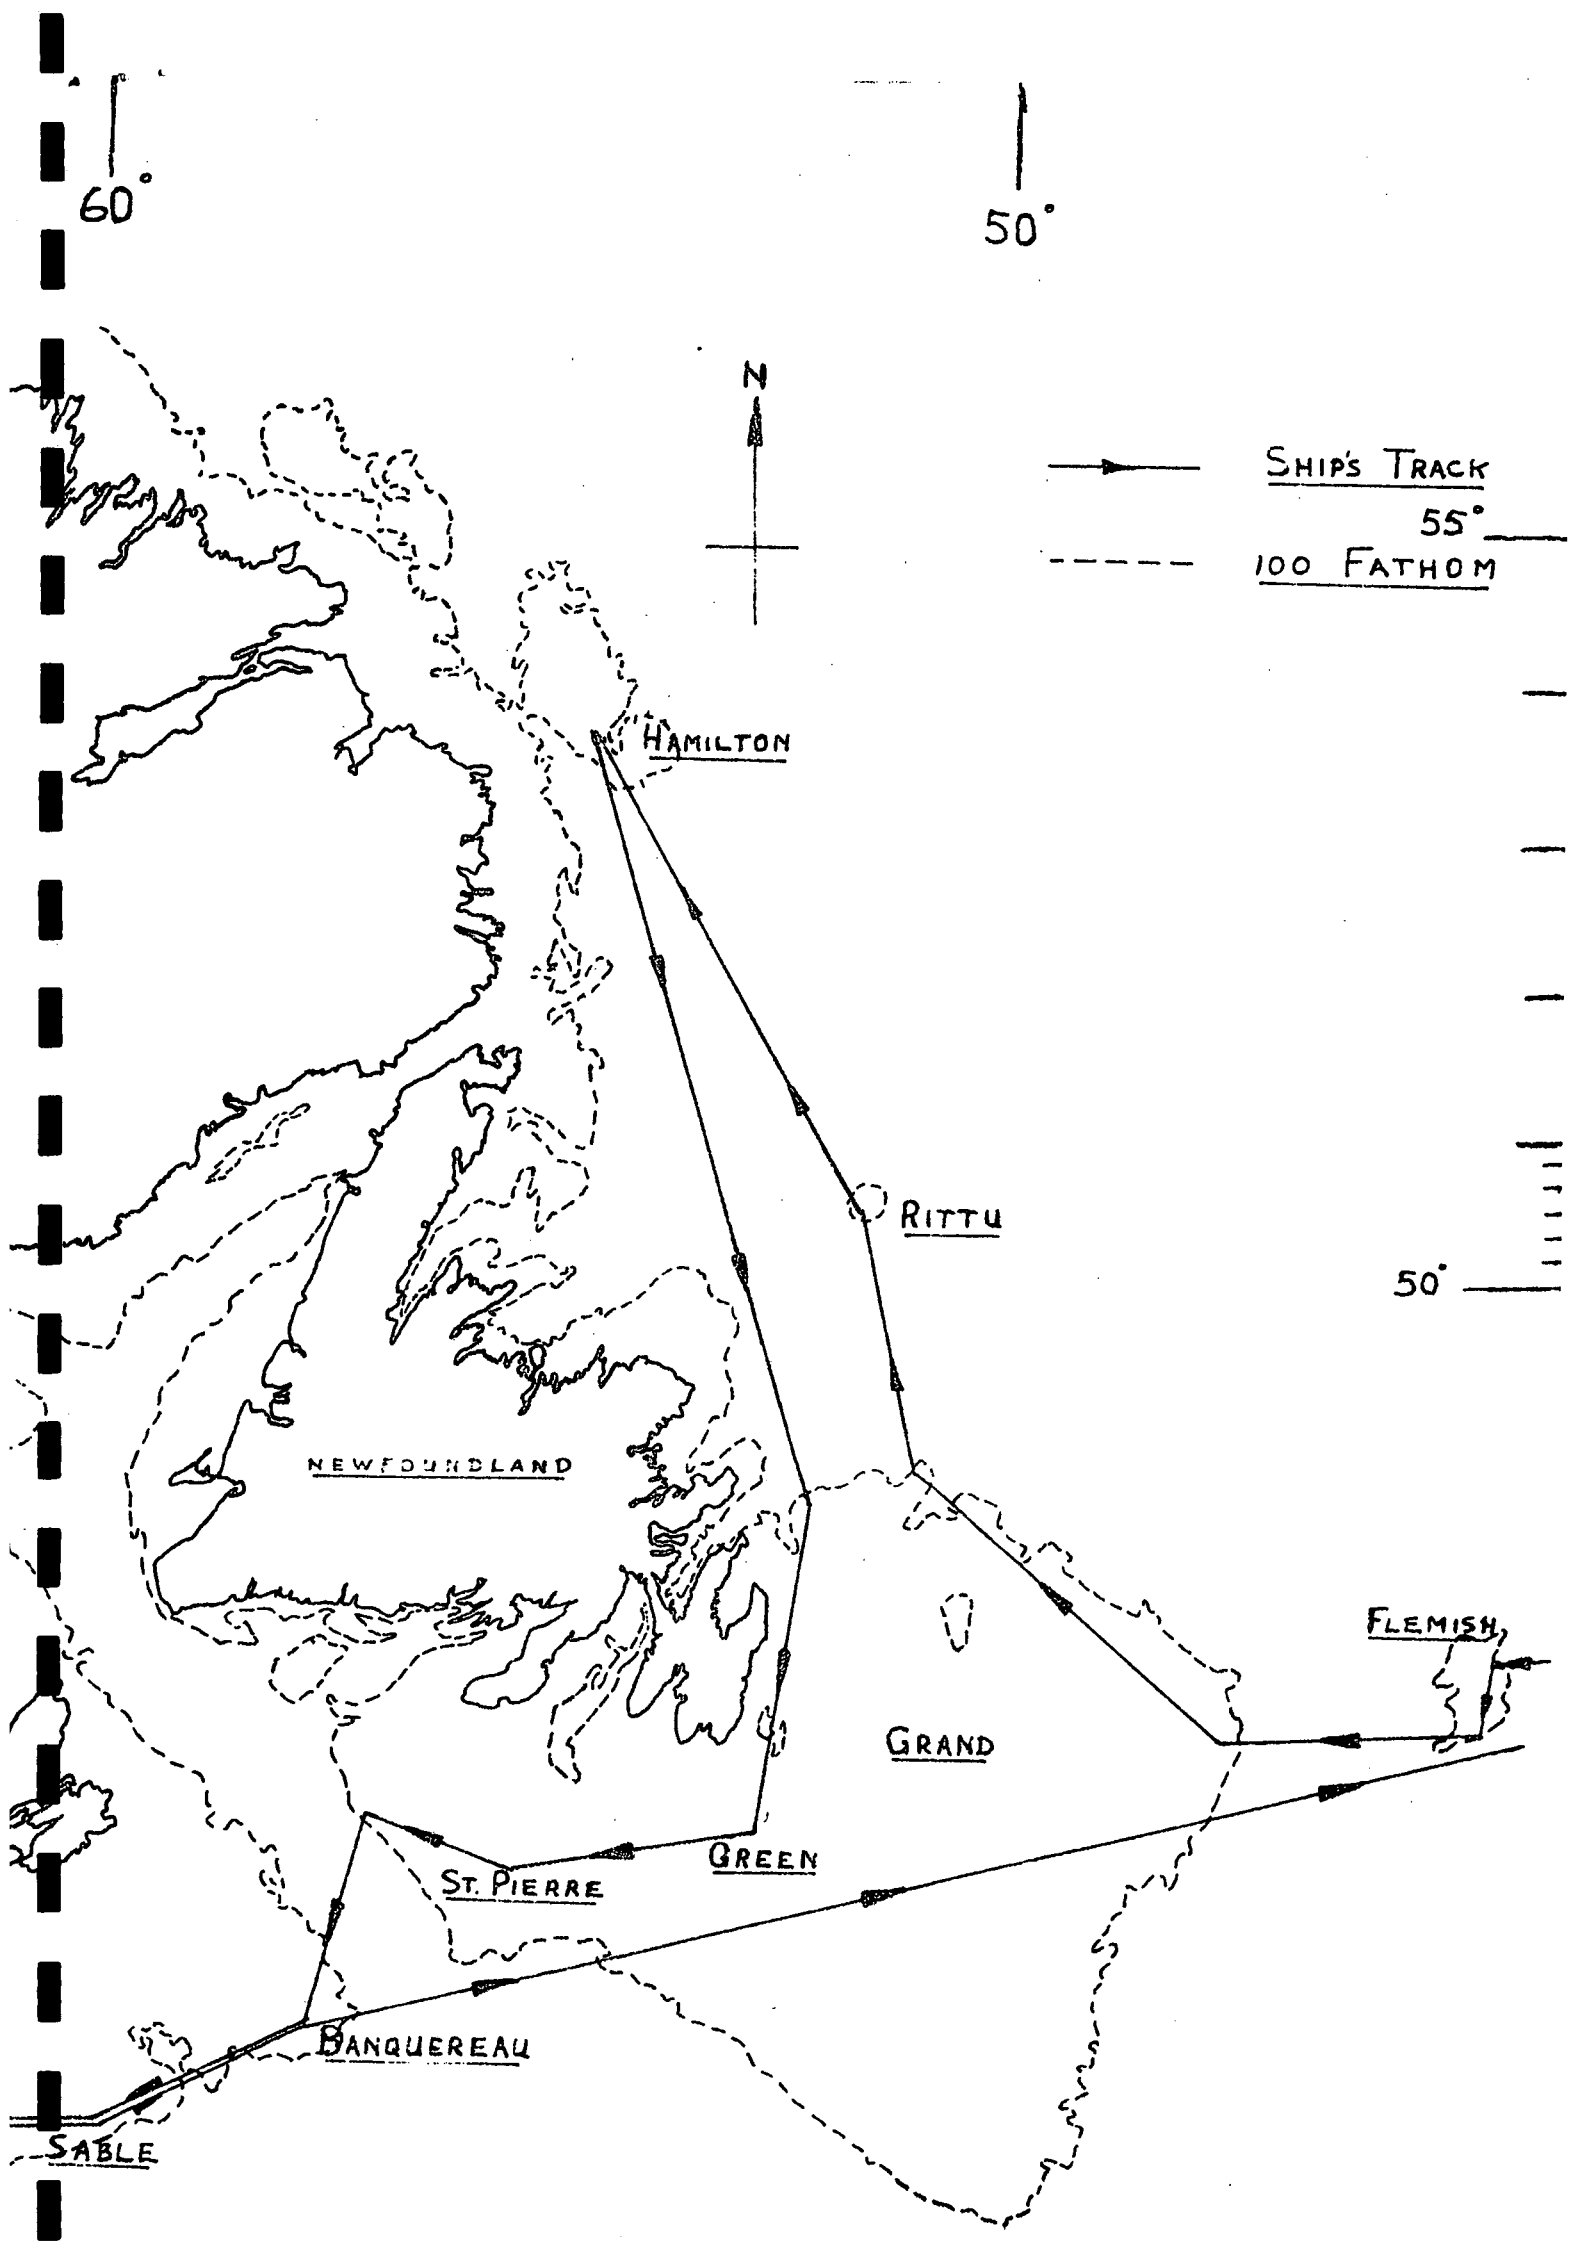 60°
50°
N
SHIP'S TRACK
55°
100 FATHOM
HAMILTON
RITTU
50°
NEWFOUNDLAND
FLEMISH
GRAND
GREEN
ST. PIERRE
BANQUEREAU
SABLE